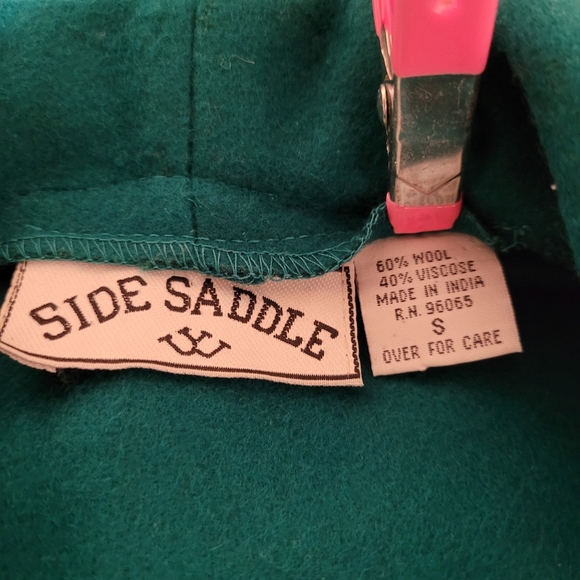 SIDE SADDLE
60% WOOL
40% VISCOSE
MADE IN INDIA
R.N. 96065
S
OVER FOR CARE